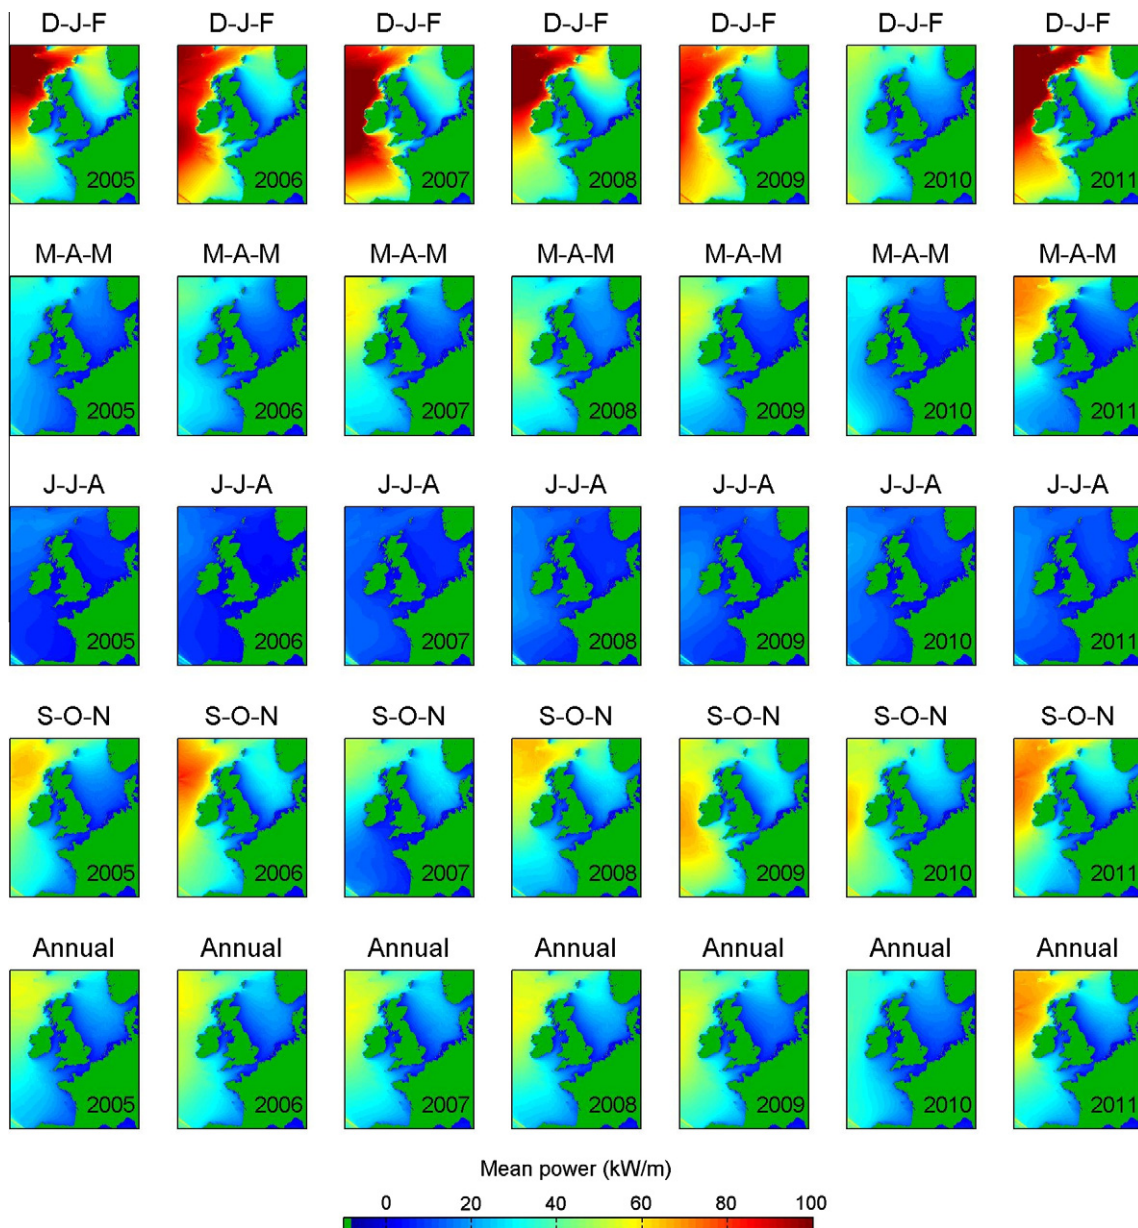 D-J-F D-J-F D-J-F D-J-F D-J-F D-J-F D-J-F
2005 2006 2007 2008 2009 2010 2011
M-A-M M-A-M M-A-M M-A-M M-A-M M-A-M M-A-M
2005 2006 2007 2008 2009 2010 2011
J-J-A J-J-A J-J-A J-J-A J-J-A J-J-A J-J-A
2005 2006 2007 2008 2009 2010 2011
S-O-N S-O-N S-O-N S-O-N S-O-N S-O-N S-O-N
2005 2006 2007 2008 2009 2010 2011
Annual Annual Annual Annual Annual Annual Annual
2005 2006 2007 2008 2009 2010 2011
Mean power (kW/m)
0 20 40 60 80 100